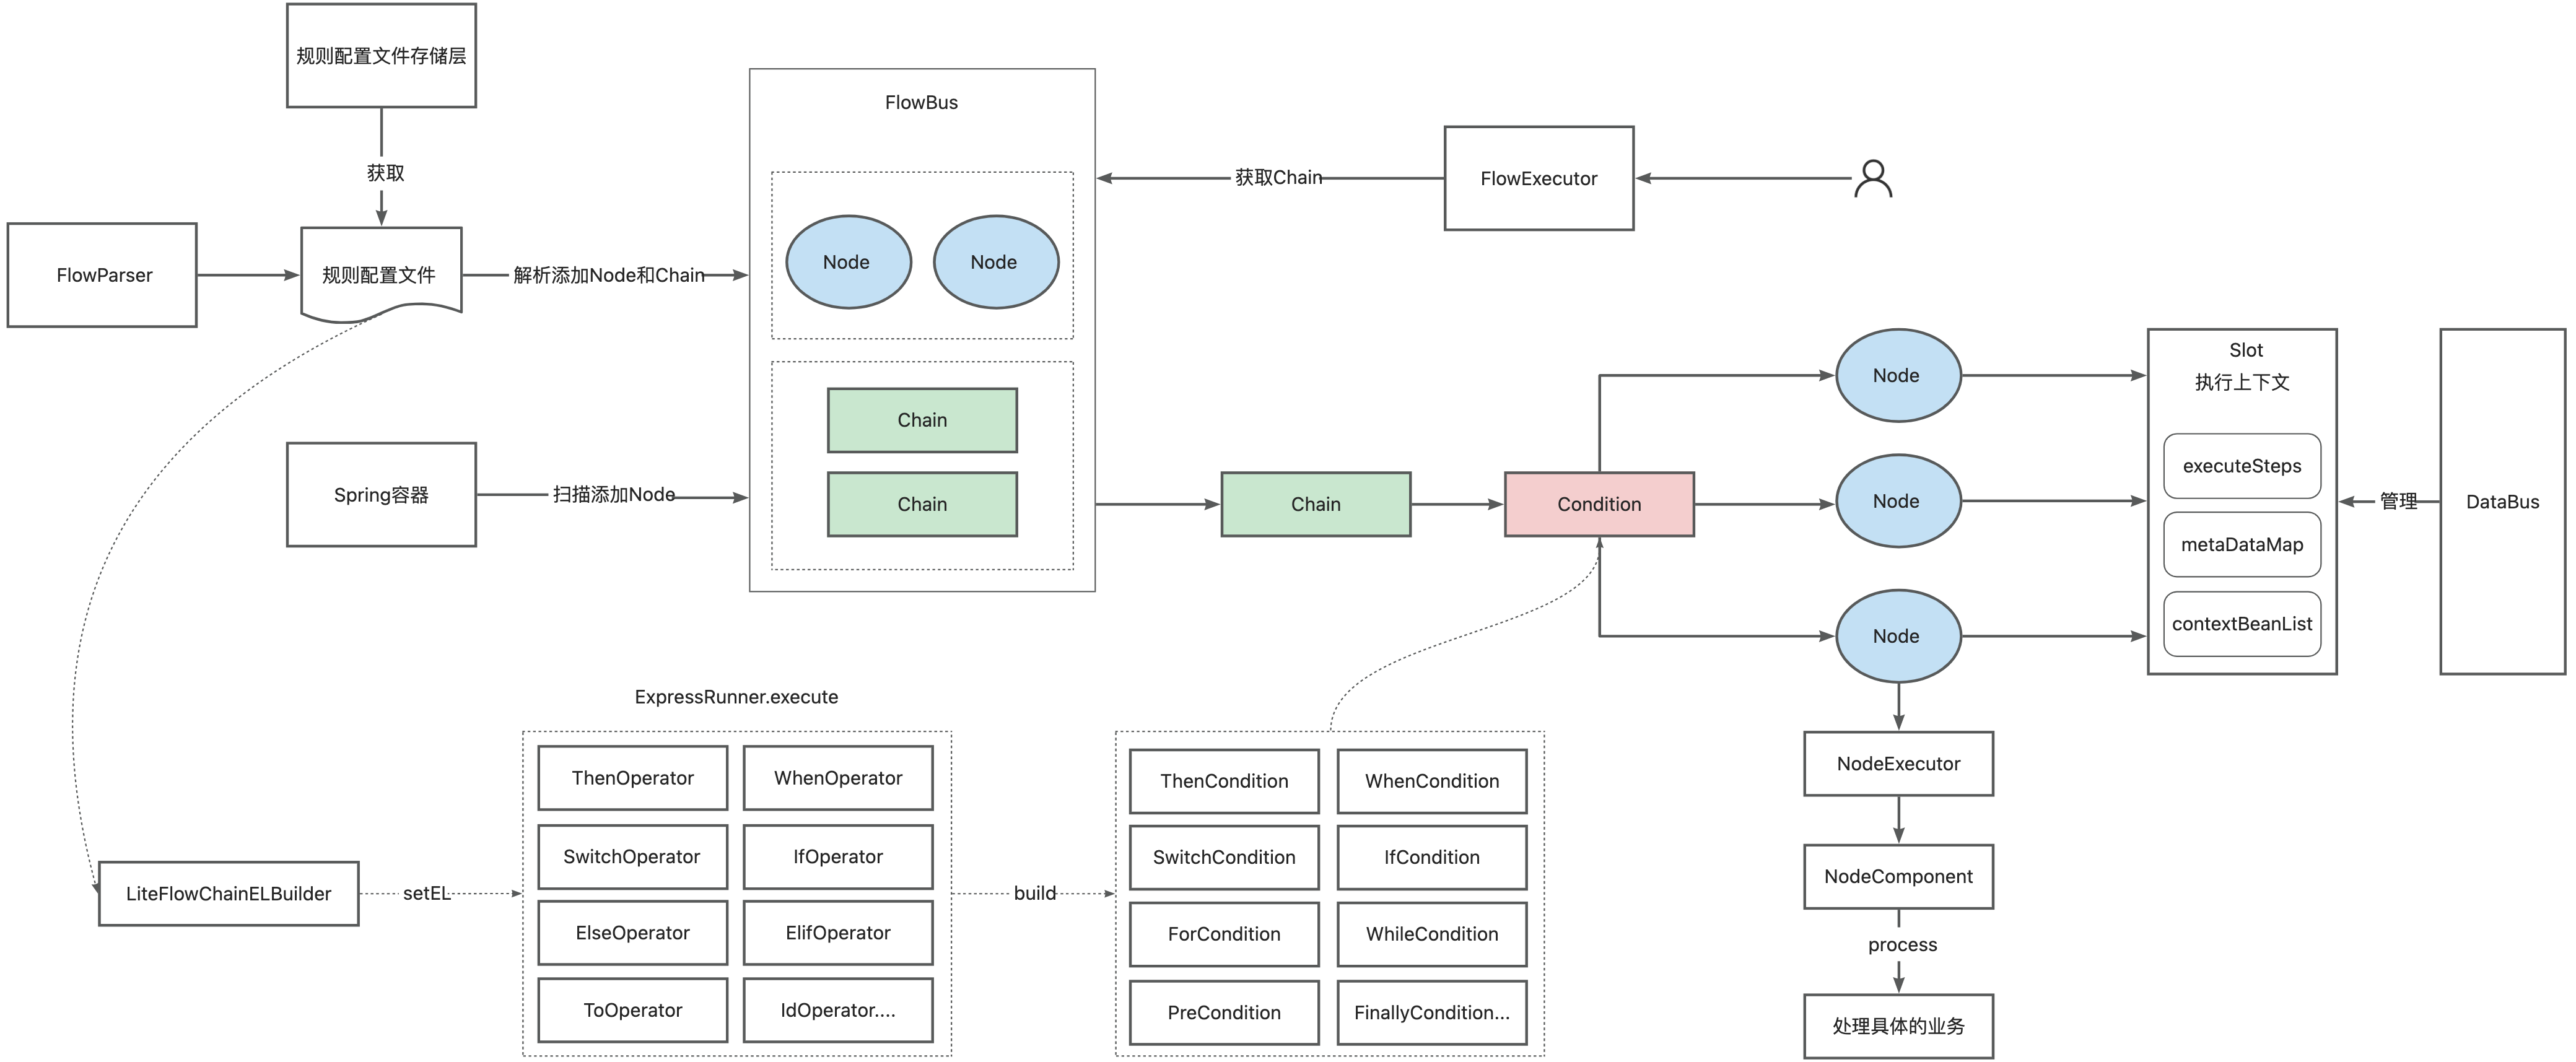 规则配置文件存储层
获取
FlowParser
规则配置文件
解析添加Node和Chain
Spring容器
扫描添加Node
FlowBus
Node
Node
Chain
Chain
获取Chain
FlowExecutor
Chain
Condition
Node
Node
Node
Slot
执行上下文
executeSteps
metaDataMap
contextBeanList
管理
DataBus
LiteFlowChainELBuilder
setEL
ExpressRunner.execute
ThenOperator
WhenOperator
SwitchOperator
IfOperator
ElseOperator
ElifOperator
ToOperator
IdOperator....
build
ThenCondition
WhenCondition
SwitchCondition
IfCondition
ForCondition
WhileCondition
PreCondition
FinallyCondition...
NodeExecutor
NodeComponent
process
处理具体的业务